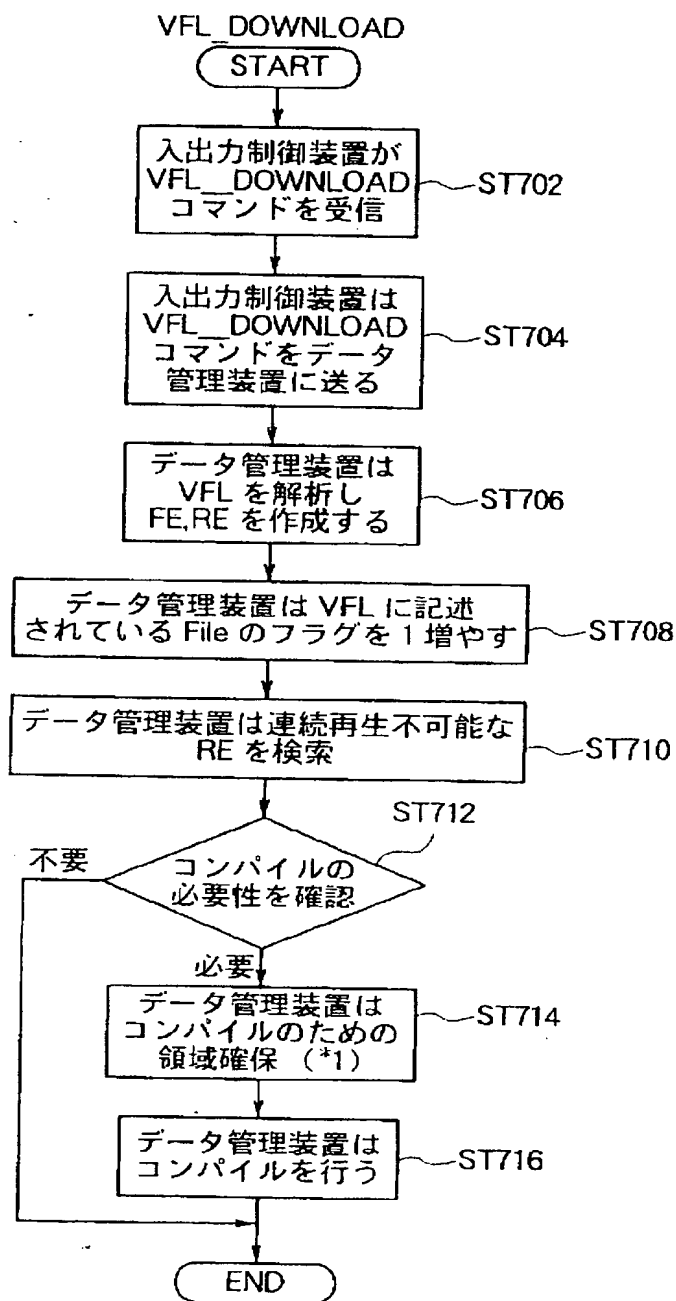 VFL_DOWNLOAD
START
入出力制御装置が
VFL__DOWNLOAD
コマンドを受信
ST702
入出力制御装置は
VFL__DOWNLOAD
コマンドをデータ
管理装置に送る
ST704
データ管理装置は
VFL を解析し
FE,RE を作成する
ST706
データ管理装置は VFL に記述
されている File のフラグを 1 増やす
ST708
データ管理装置は連続再生不可能な
RE を検索
ST710
ST712
不要
コンパイルの
必要性を確認
必要
データ管理装置は
コンパイルのための
領域確保 (*1)
ST714
データ管理装置は
コンパイルを行う
ST716
END